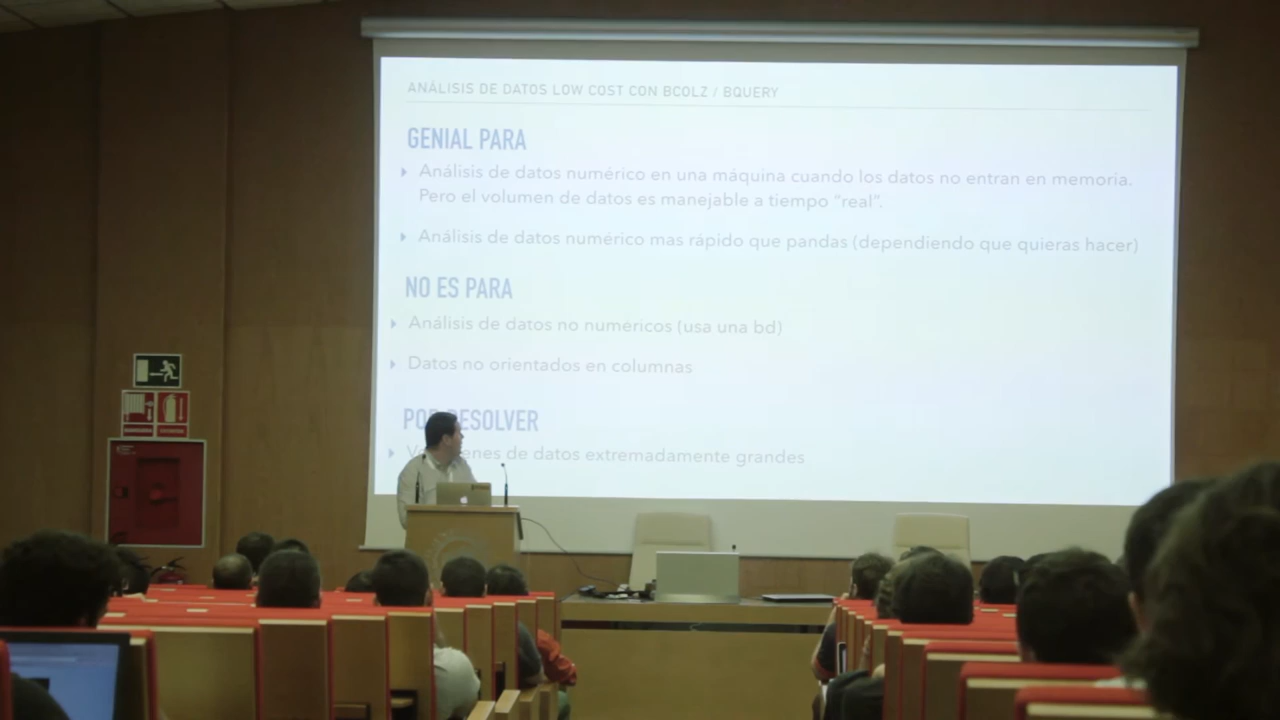 ANÁLISIS DE DATOS LOW COST CON BCOLZ / BQUERY
GENIAL PARA
Análisis de datos numérico en una máquina cuando los datos no entran en memoria.
Pero el volumen de datos es manejable a tiempo “real”.
Análisis de datos numérico mas rápido que pandas (dependiendo que quieras hacer)
NO ES PARA
Análisis de datos no numéricos (usa una bd)
Datos no orientados en columnas
POR RESOLVER
de datos extremadamente grandes